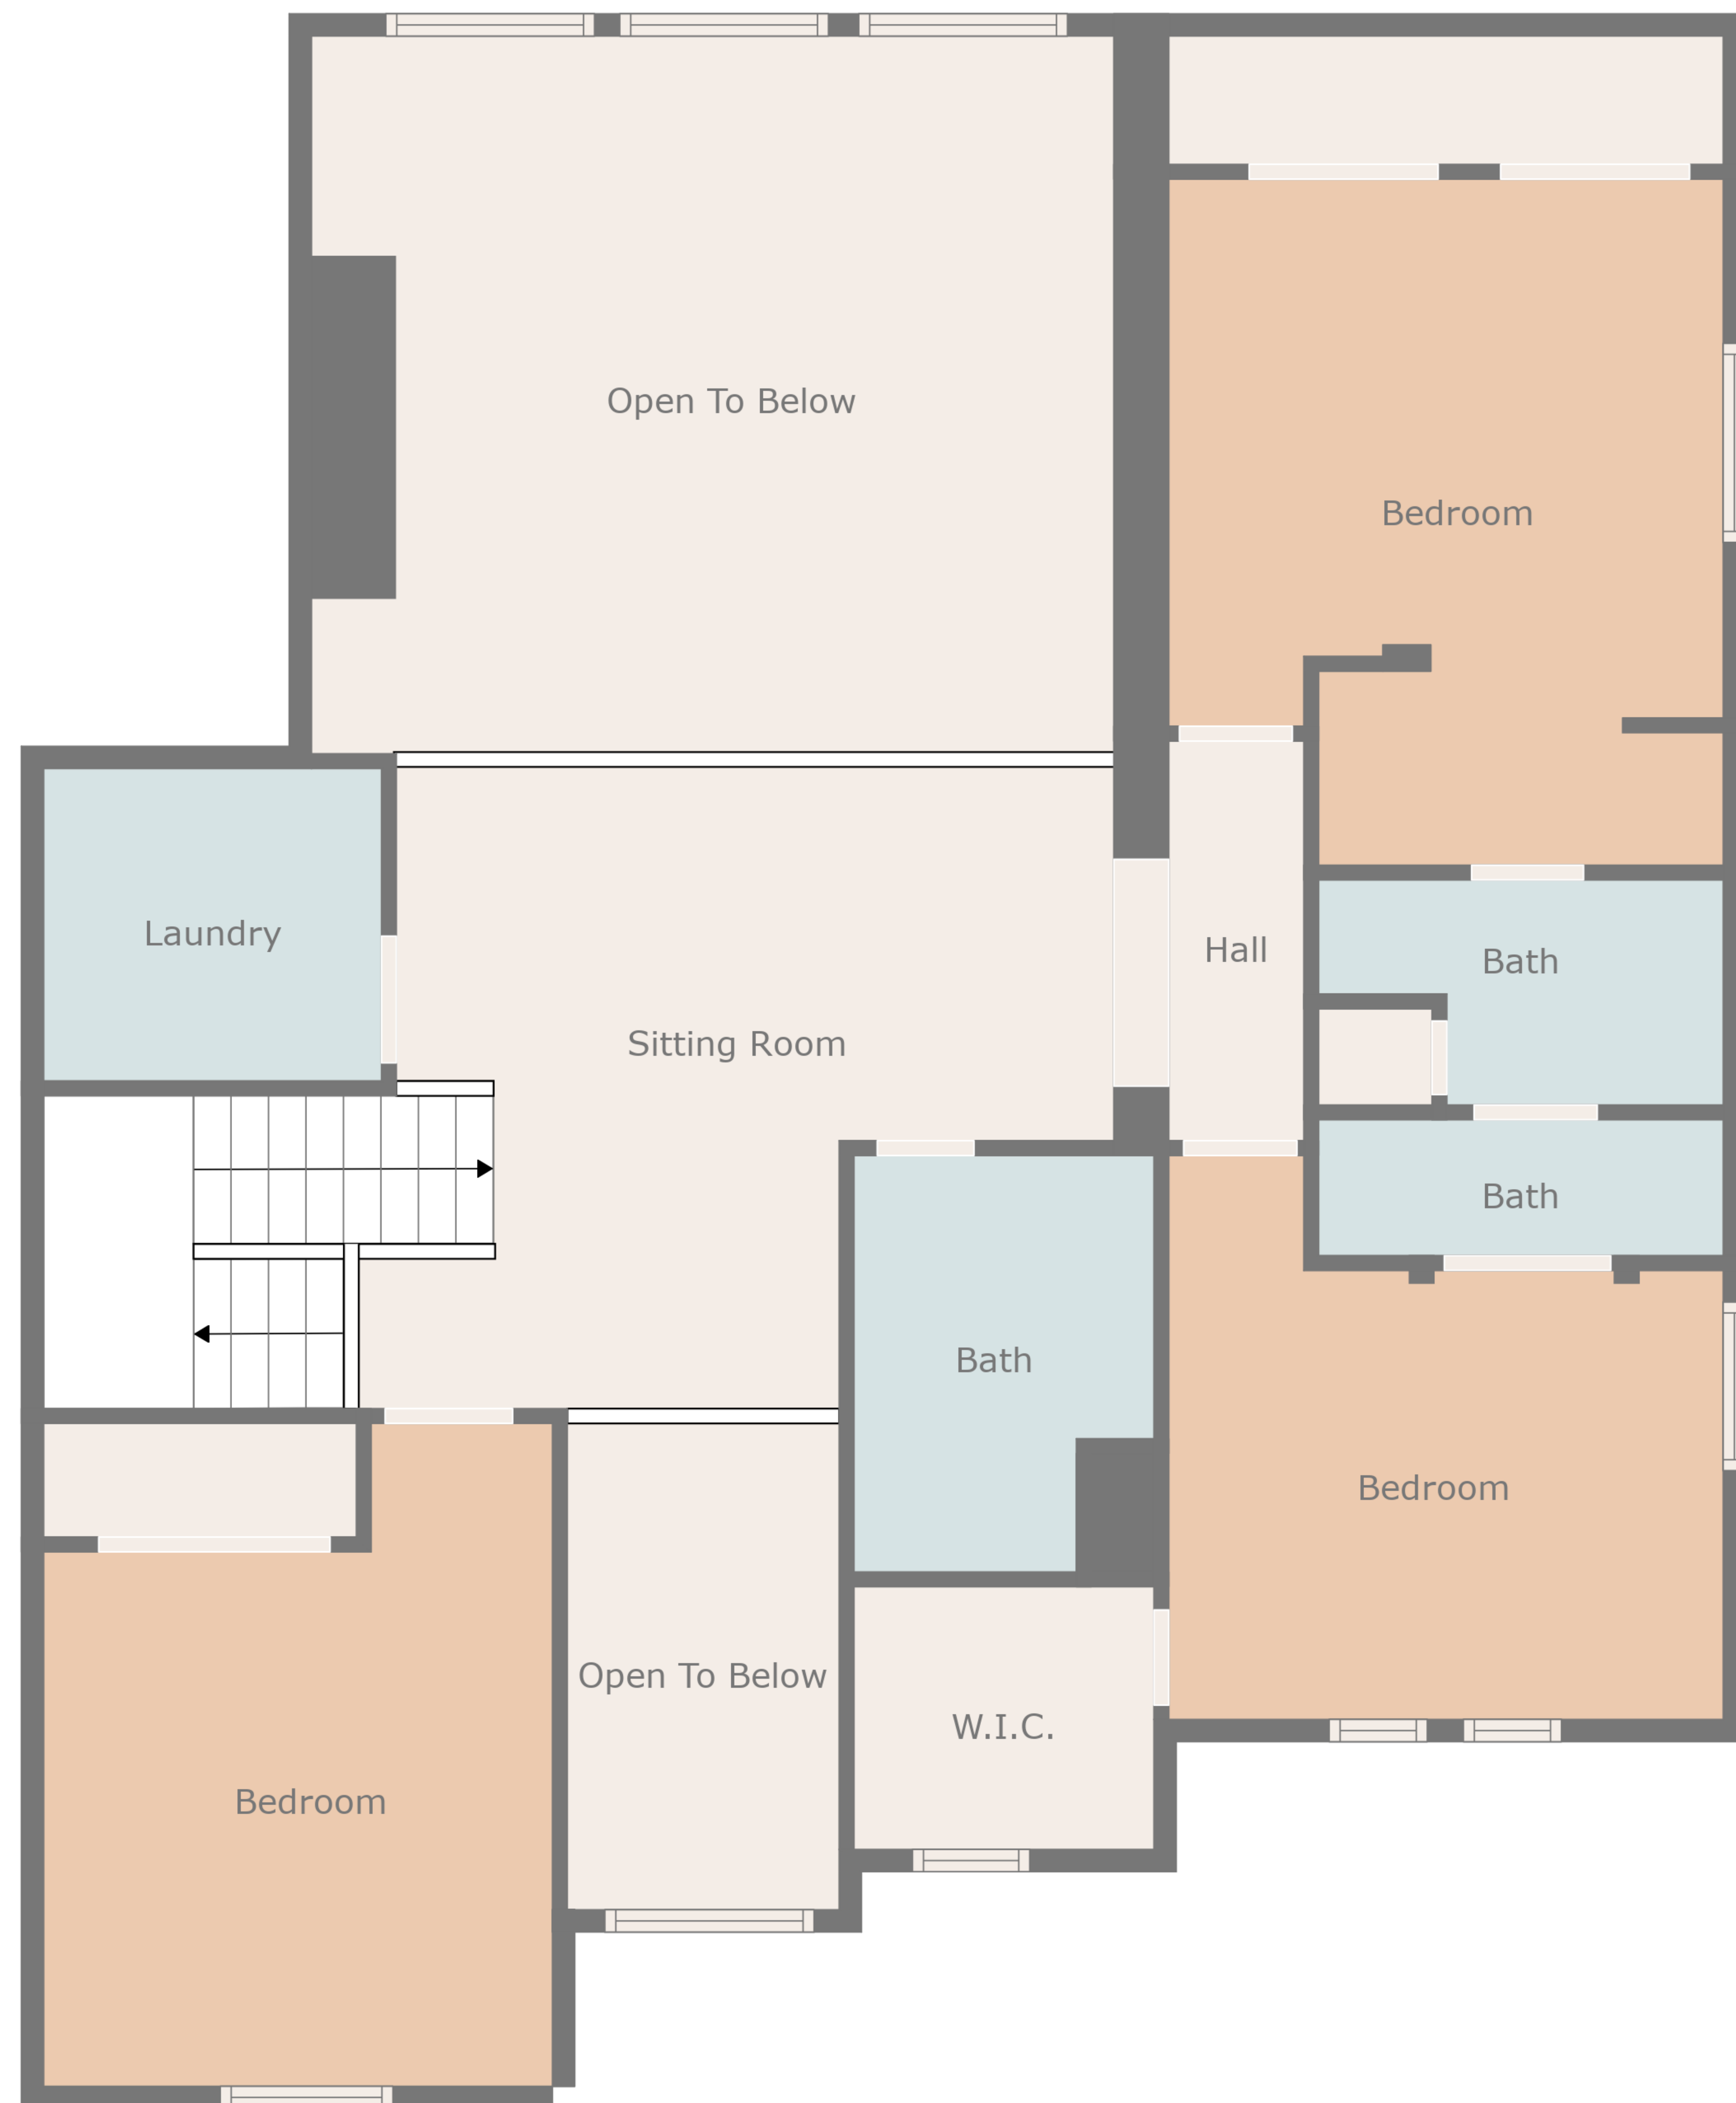 Open To Below
Bedroom
Laundry
Hall
Bath
Sitting Room
Bath
Bath
Bedroom
Open To Below
W.I.C.
Bedroom